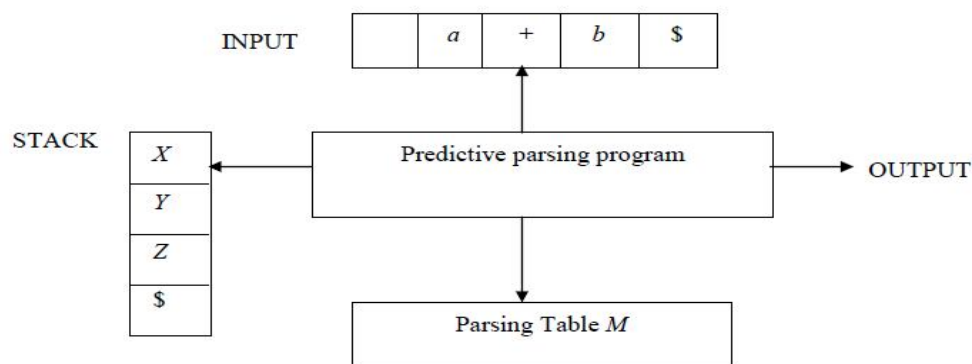 INPUT
a + b $
STACK
X
Y
Z
$
Predictive parsing program
OUTPUT
Parsing Table M